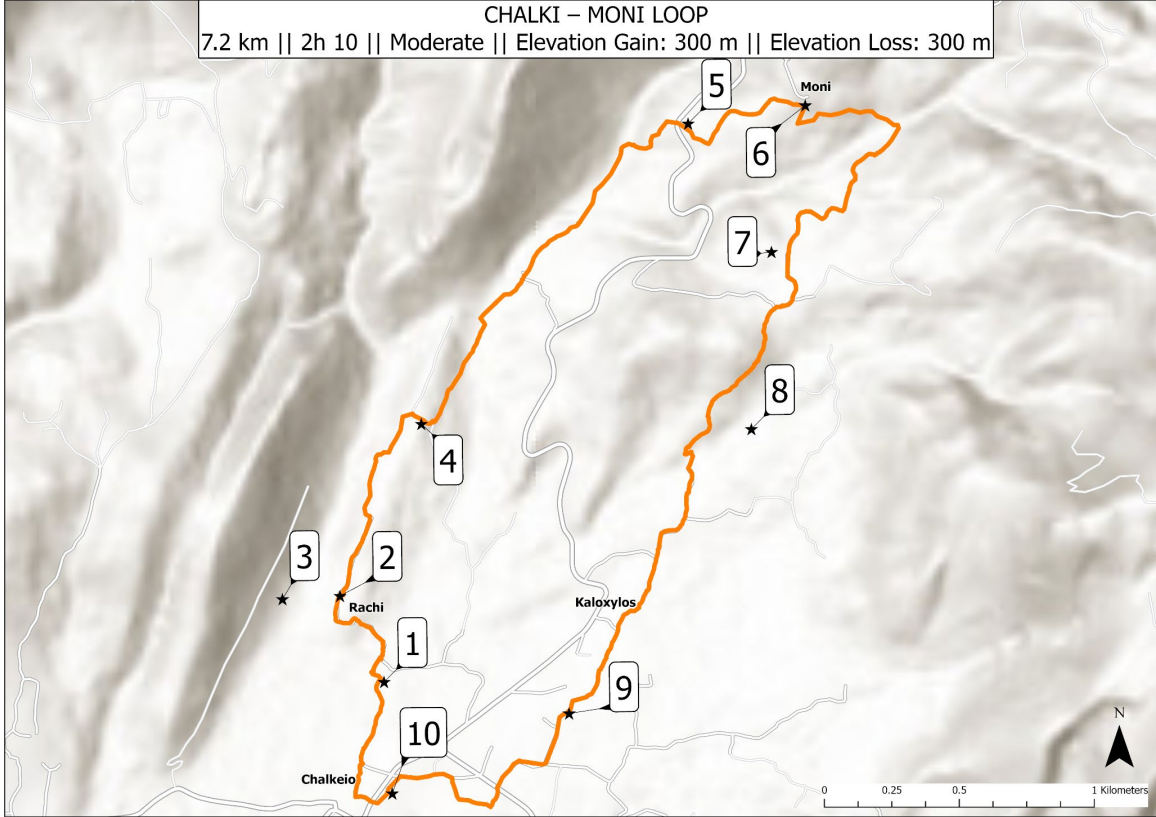 CHALKI – MONI LOOP
7.2 km || 2h 10 || Moderate || Elevation Gain: 300 m || Elevation Loss: 300 m
5
Moni
6
7
8
4
3
2
Rachi
Kaloxylos
1
9
10
Chalkeio
N
0 0.25 0.5 1 Kilometers